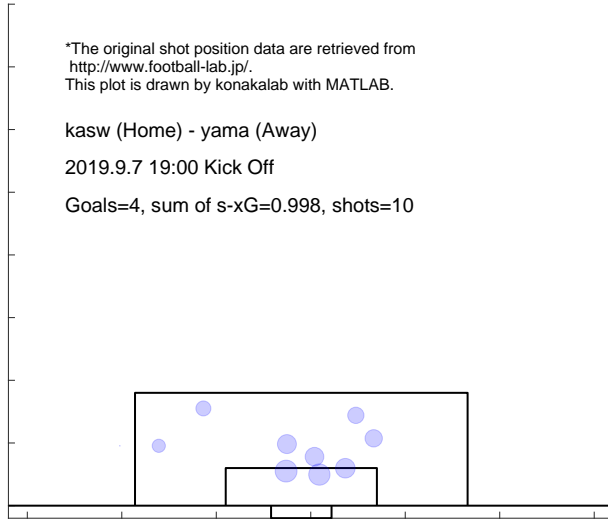 *The original shot position data are retrieved from
http://www.football-lab.jp/.
This plot is drawn by konakalab with MATLAB.
kasw (Home) - yama (Away)
2019.9.7 19:00 Kick Off
Goals=4, sum of s-xG=0.998, shots=10